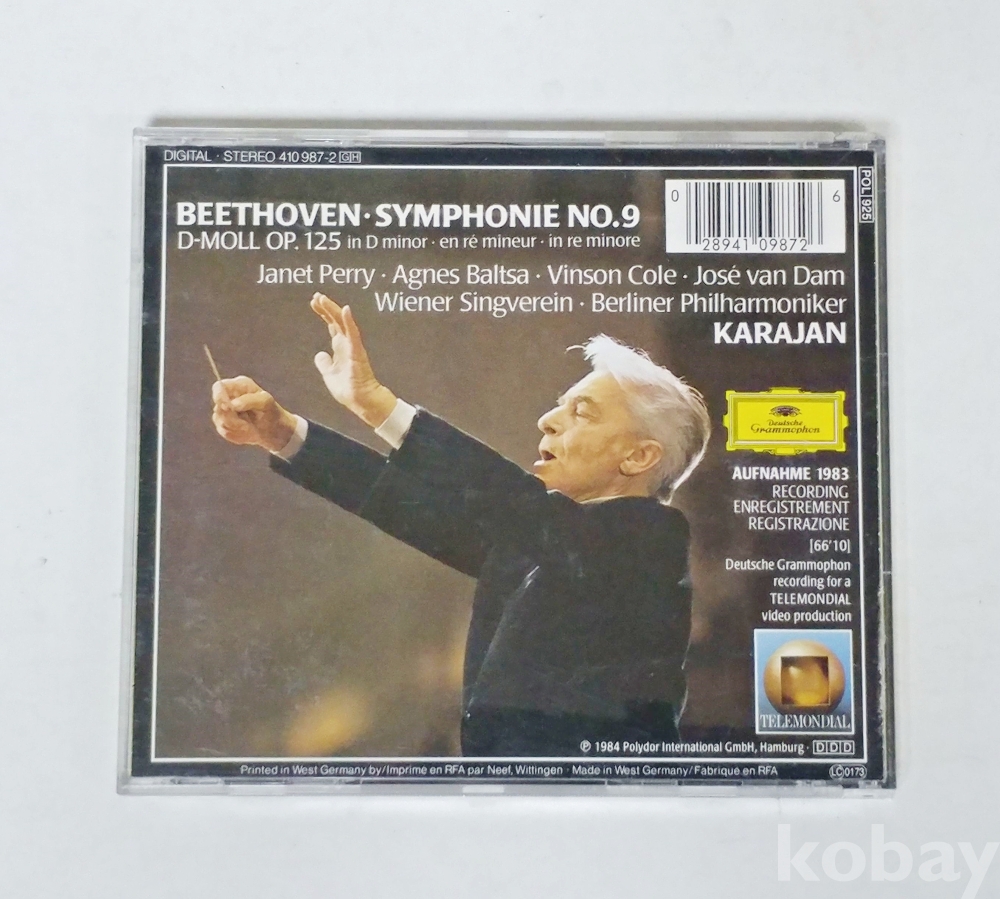 DIGITAL · STEREO 410 987-2 GH
POL 925
BEETHOVEN · SYMPHONIE NO. 9
D-MOLL OP. 125 in D minor · en ré mineur · in re minore
0 28941 09872 6
Janet Perry · Agnes Baltsa · Vinson Cole · José van Dam
Wiener Singverein · Berliner Philharmoniker
KARAJAN
Deutsche
Grammophon
AUFNAHME 1983
RECORDING
ENREGISTREMENT
REGISTRAZIONE
[66'10]
Deutsche Grammophon
recording for a
TELEMONDIAL
video production
TELEMONDIAL
℗ 1984 Polydor International GmbH, Hamburg · DDD
Printed in West Germany by/Imprimé en RFA par Neef, Wittingen · Made in West Germany/Fabriqué en RFA
LC 0173
kobay